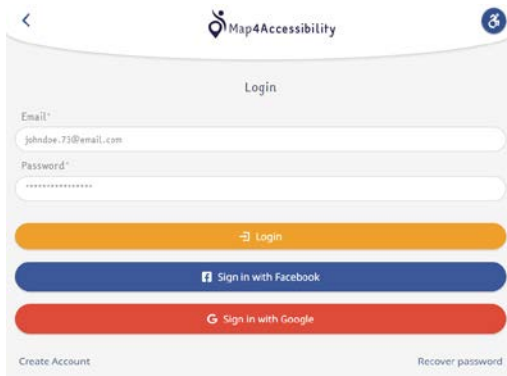 Map4Accessibility
Login
Email*
johndoe.73@email.com
Password*
****************
Login
Sign in with Facebook
G Sign in with Google
Create Account Recover password